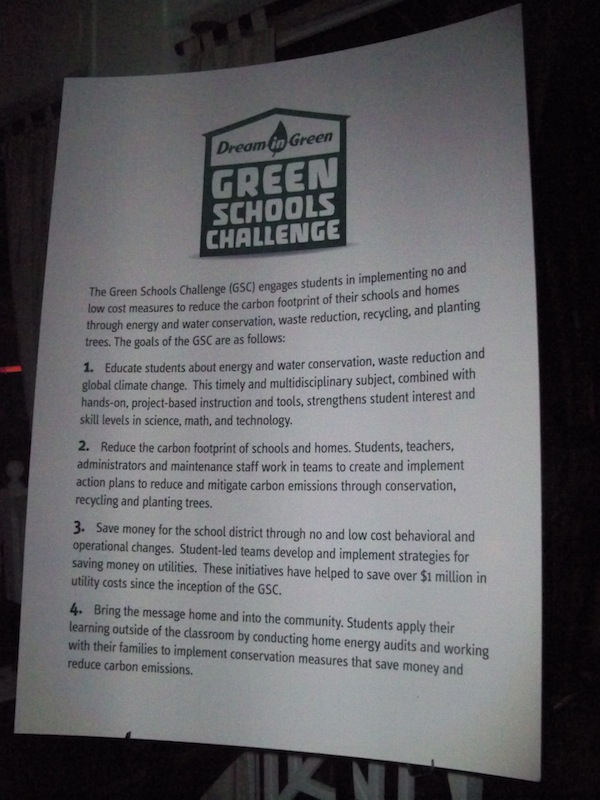 Dream in Green
GREEN
SCHOOLS
CHALLENGE
The Green Schools Challenge (GSC) engages students in implementing no and
low cost measures to reduce the carbon footprint of their schools and homes
through energy and water conservation, waste reduction, recycling, and planting
trees. The goals of the GSC are as follows:
1. Educate students about energy and water conservation, waste reduction and
global climate change. This timely and multidisciplinary subject, combined with
hands-on, project-based instruction and tools, strengthens student interest and
skill levels in science, math, and technology.
2. Reduce the carbon footprint of schools and homes. Students, teachers,
administrators and maintenance staff work in teams to create and implement
action plans to reduce and mitigate carbon emissions through conservation,
recycling and planting trees.
3. Save money for the school district through no and low cost behavioral and
operational changes. Student-led teams develop and implement strategies for
saving money on utilities. These initiatives have helped to save over $1 million in
utility costs since the inception of the GSC.
4. Bring the message home and into the community. Students apply their
learning outside of the classroom by conducting home energy audits and working
with their families to implement conservation measures that save money and
reduce carbon emissions.